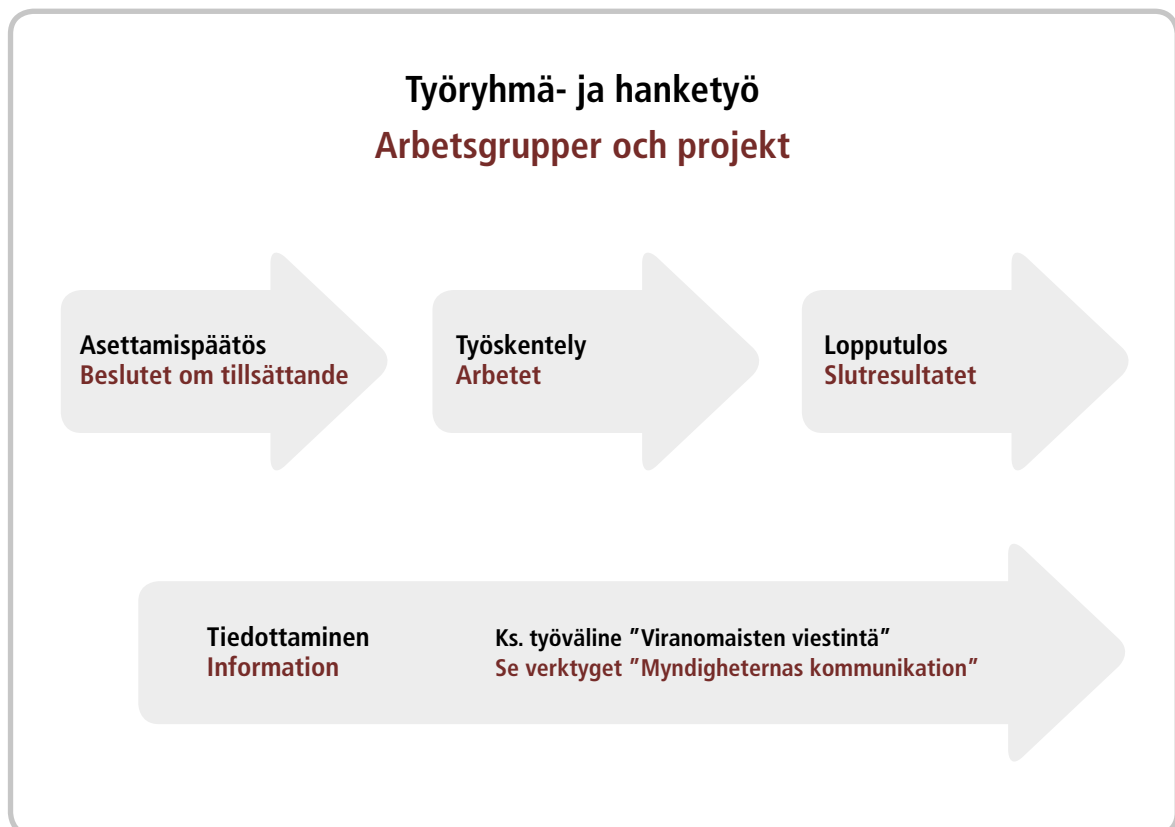 Työryhmä- ja hanketyö
Arbetsgrupper och projekt
Asettamispäätös
Beslutet om tillsättande
Työskentely
Arbetet
Lopputulos
Slutresultatet
Tiedottaminen
Information
Ks. työväline ”Viranomaisten viestintä”
Se verktyget ”Myndigheternas kommunikation”